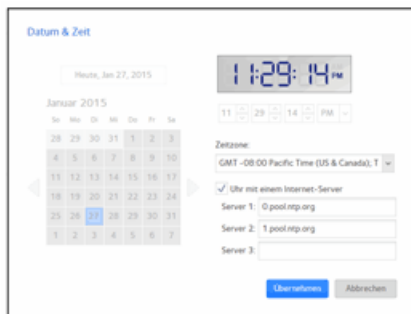 Datum & Zeit
Heute, Jan 27, 2015
Januar 2015
So Mo Di Mi Do Fr Sa
28 29 30 31 1 2 3
4 5 6 7 8 9 10
11 12 13 14 15 16 17
18 19 20 21 22 23 24
25 26 27 28 29 30 31
1 2 3 4 5 6 7
11:29:14 PM
11 : 29 : 14 PM
Zeitzone:
GMT -08:00 Pacific Time (US & Canada), T
Uhr mit einem Internet-Server
Server 1: 0.pool.ntp.org
Server 2: 1.pool.ntp.org
Server 3:
Übernehmen Abbrechen